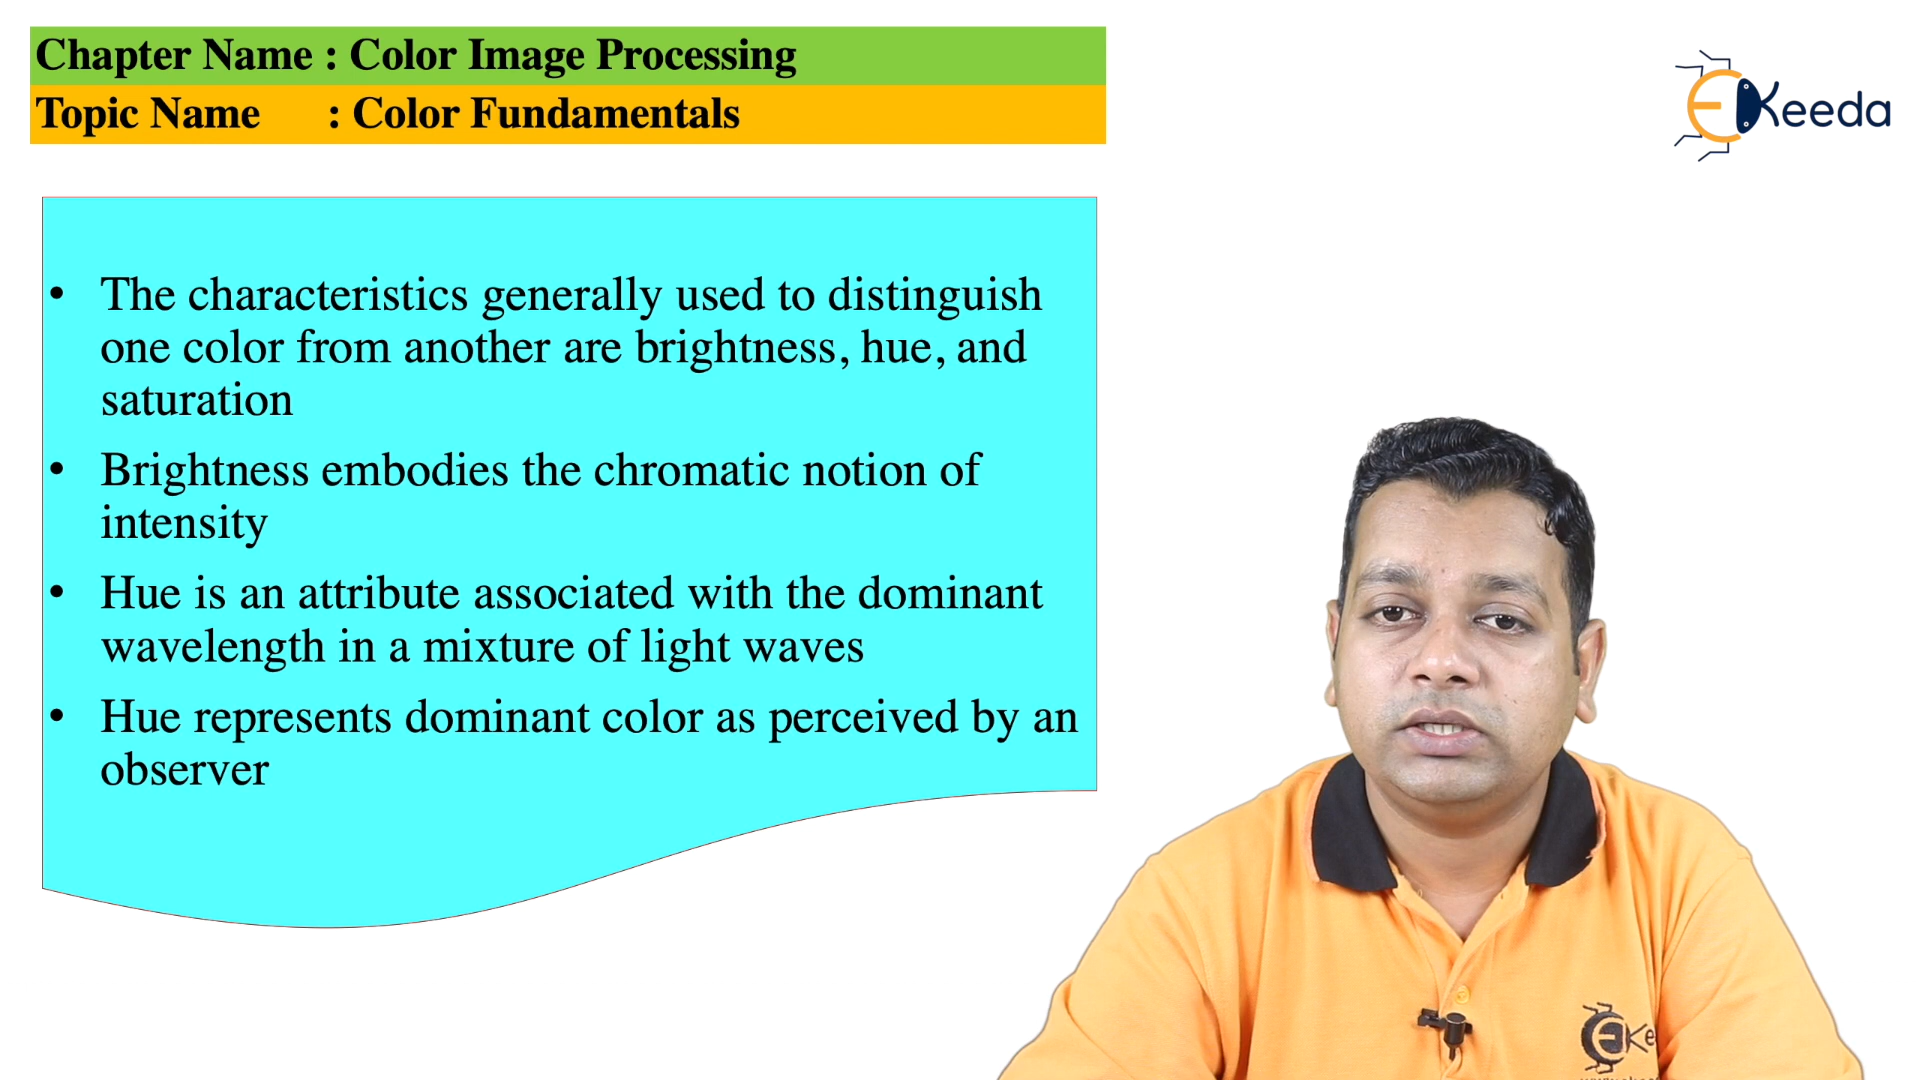 Chapter Name : Color Image Processing
Topic Name : Color Fundamentals
Keeda
• The characteristics generally used to distinguish
one color from another are brightness, hue, and
saturation
• Brightness embodies the chromatic notion of
intensity
• Hue is an attribute associated with the dominant
wavelength in a mixture of light waves
• Hue represents dominant color as perceived by an
observer